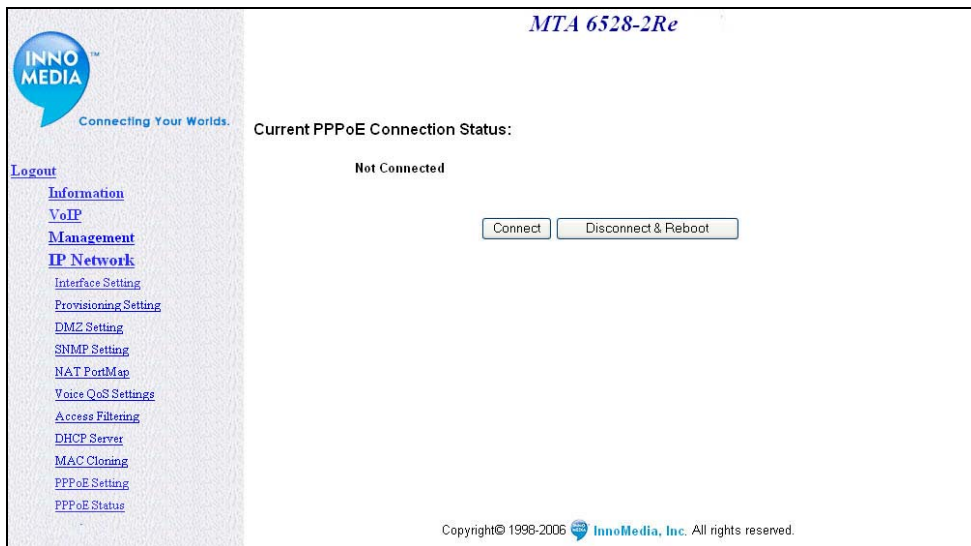 MTA 6528-2Re
INNO
MEDIA
™
Connecting Your Worlds.
Current PPPoE Connection Status:
Not Connected
Connect
Disconnect & Reboot
Logout
Information
VoIP
Management
IP Network
Interface Setting
Provisioning Setting
DMZ Setting
SNMP Setting
NAT PortMap
Voice QoS Settings
Access Filtering
DHCP Server
MAC Cloning
PPPoE Setting
PPPoE Status
Copyright© 1998-2006 InnoMedia, Inc. All rights reserved.